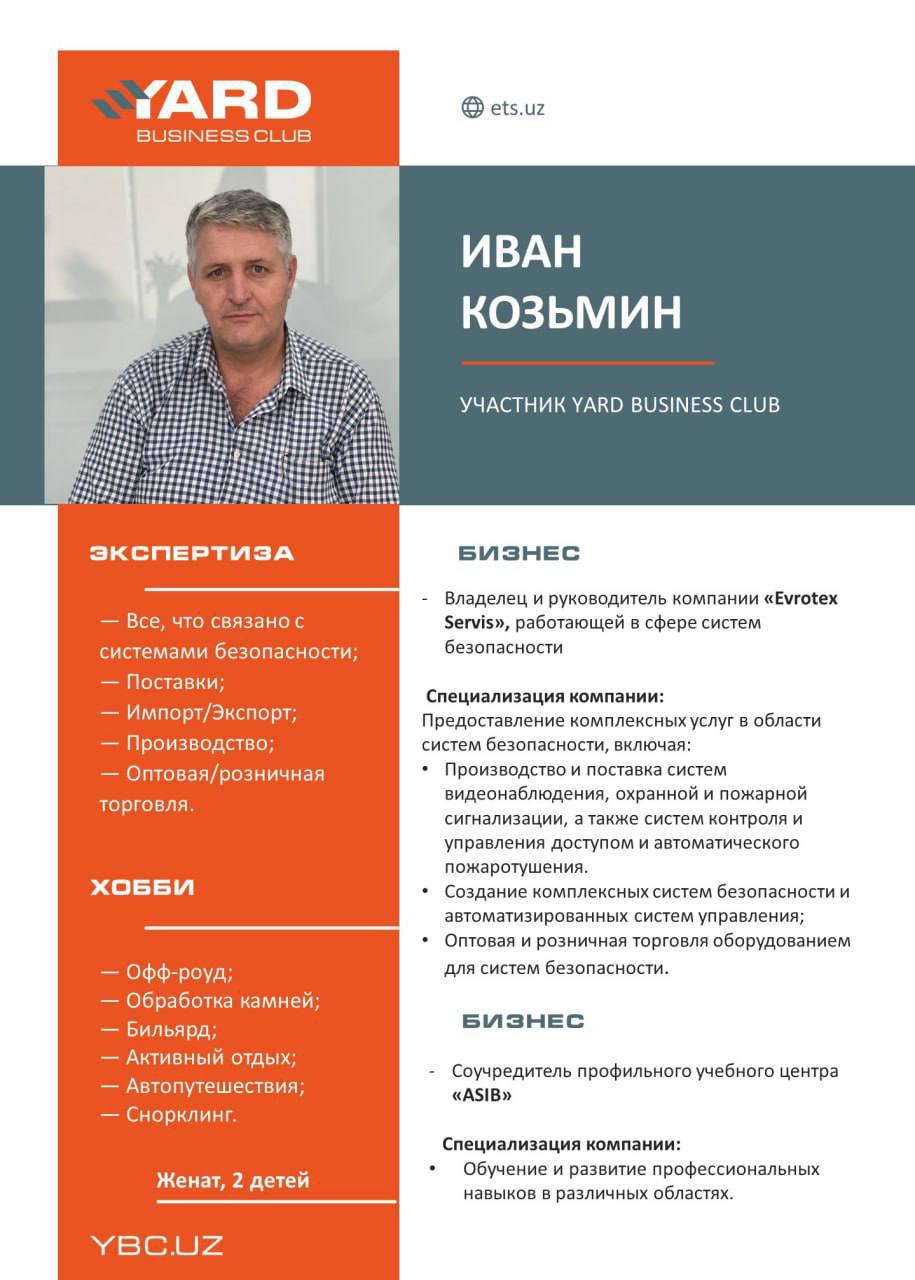 YARD
BUSINESS CLUB
ets.uz
ИВАН
КОЗЬМИН
УЧАСТНИК YARD BUSINESS CLUB
ЭКСПЕРТИЗА
— Все, что связано с
системами безопасности;
— Поставки;
— Импорт/Экспорт;
— Производство;
— Оптовая/розничная
торговля.
ХОББИ
— Офф-роуд;
— Обработка камней;
— Бильярд;
— Активный отдых;
— Автопутешествия;
— Снорклинг.
Женат, 2 детей
YBC.UZ
БИЗНЕС
- Владелец и руководитель компании «Evrotex
Servis», работающей в сфере систем
безопасности
Специализация компании:
Предоставление комплексных услуг в области
систем безопасности, включая:
• Производство и поставка систем
видеонаблюдения, охранной и пожарной
сигнализации, а также систем контроля и
управления доступом и автоматического
пожаротушения.
• Создание комплексных систем безопасности и
автоматизированных систем управления;
• Оптовая и розничная торговля оборудованием
для систем безопасности.
БИЗНЕС
- Соучредитель профильного учебного центра
«ASIB»
Специализация компании:
• Обучение и развитие профессиональных
навыков в различных областях.